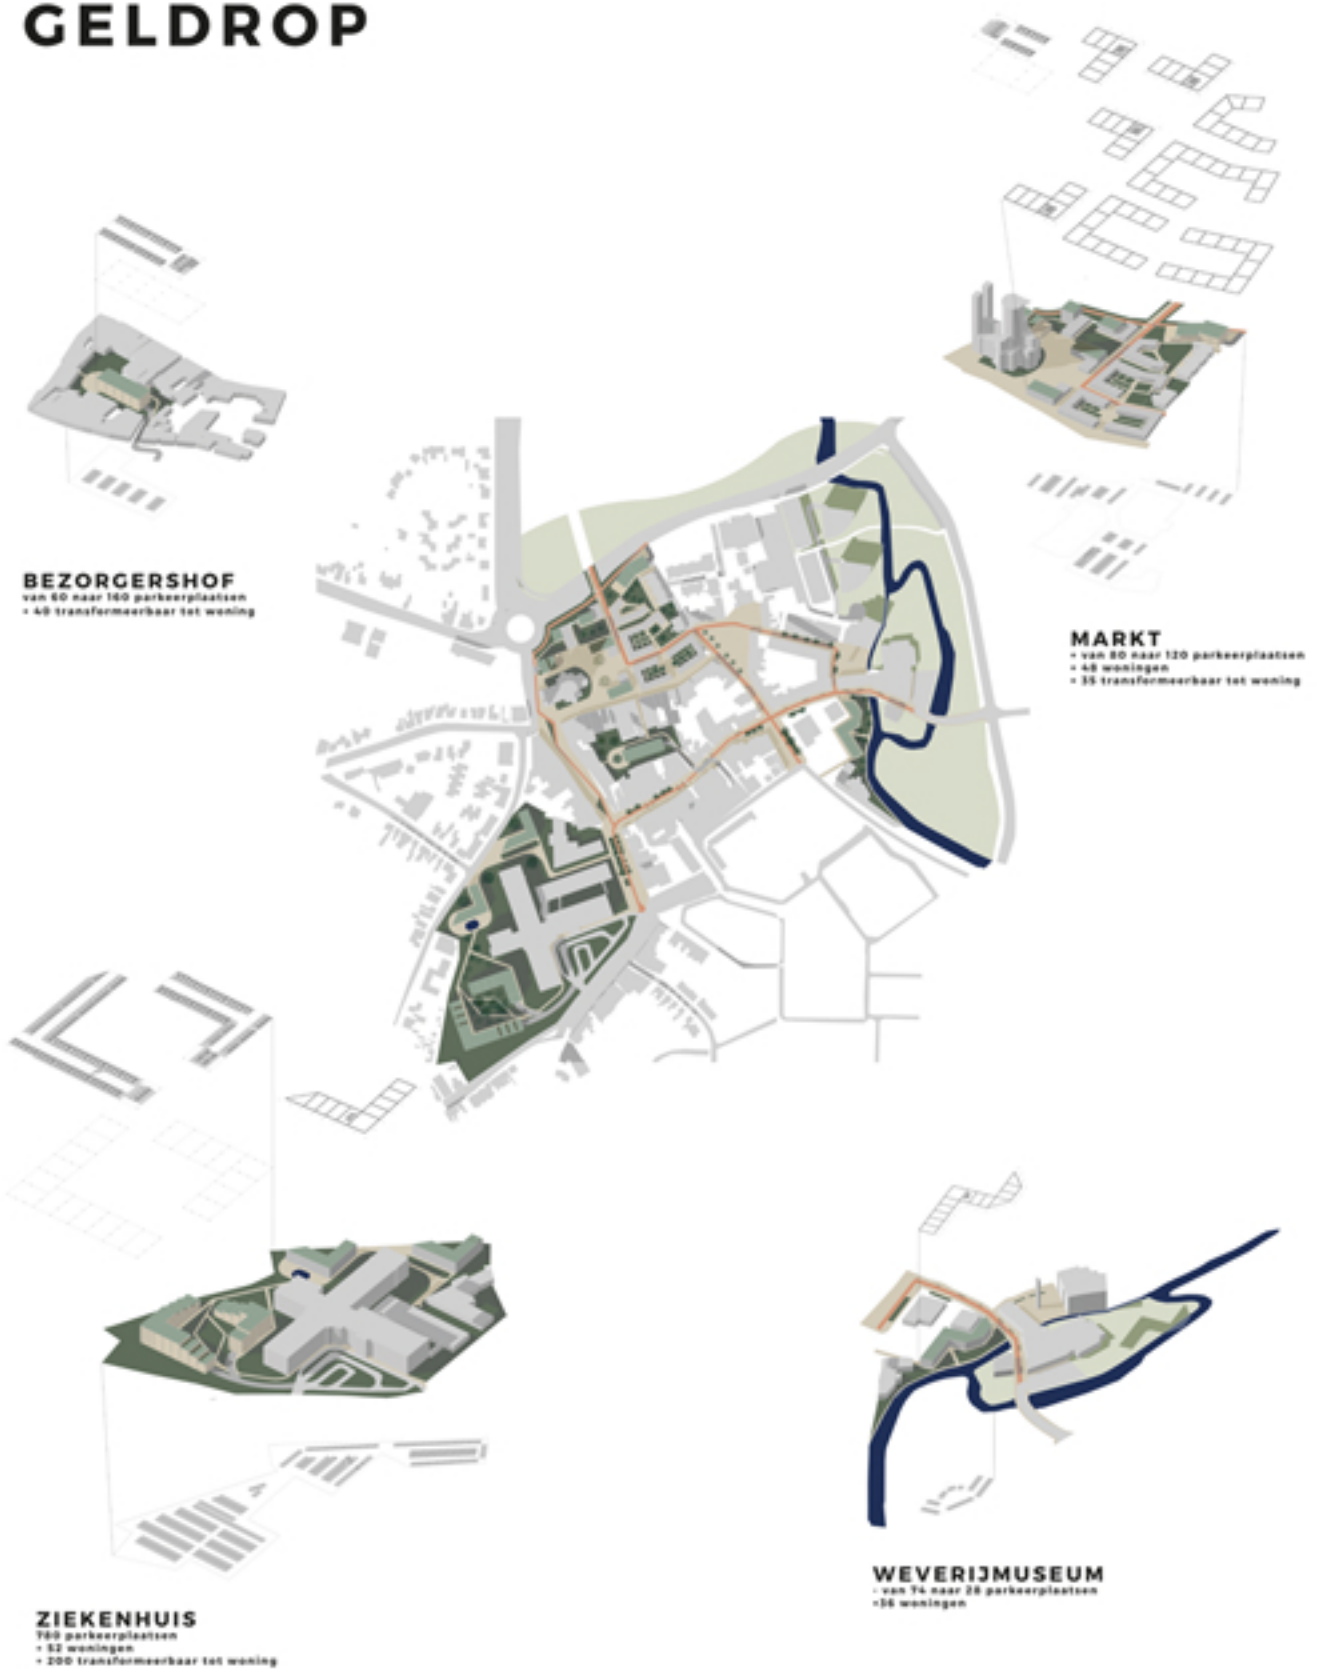 GELDROP
BEZORGERSHOF
van 60 naar 160 parkeerplaatsen
+ 40 transformeerbaar tot woning
MARKT
+ van 80 naar 120 parkeerplaatsen
+ 48 woningen
+ 35 transformeerbaar tot woning
WEVERIJMUSEUM
- van 74 naar 28 parkeerplaatsen
+36 woningen
ZIEKENHUIS
780 parkeerplaatsen
+ 52 woningen
+ 200 transformeerbaar tot woning